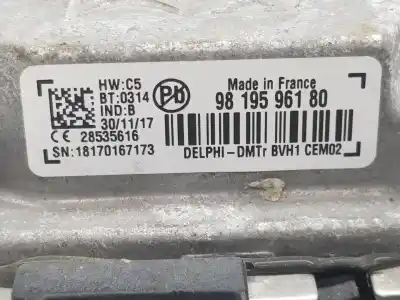 HW:C5
BT:0314
IND:B
30/11/17
CE 28535616
SN:18170167173
Pb
Made in France
98 195 961 80
DELPHI-DMTr BVH1 CEM02